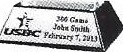 300 Game
John Smith
February 7, 2013
USBC